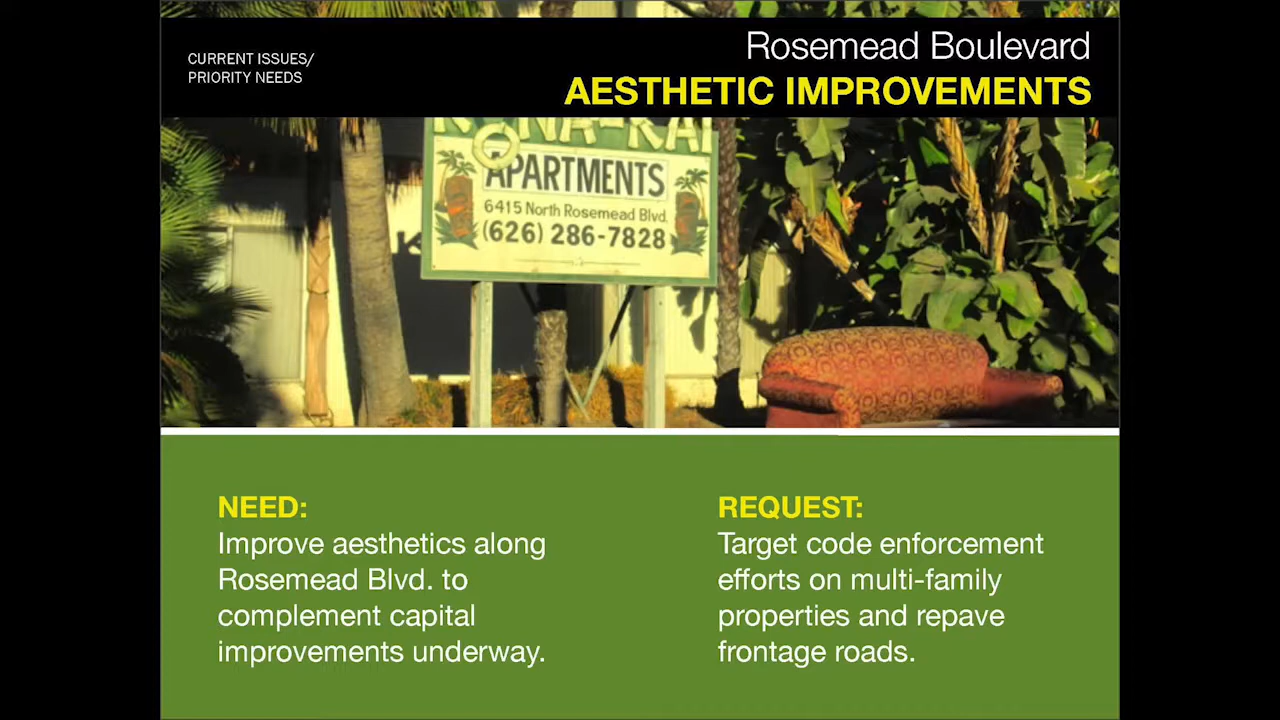 CURRENT ISSUES/
PRIORITY NEEDS
Rosemead Boulevard
AESTHETIC IMPROVEMENTS
KONA-KAI
APARTMENTS
6415 North Rosemead Blvd.
(626) 286-7828
NEED:
Improve aesthetics along
Rosemead Blvd. to
complement capital
improvements underway.
REQUEST:
Target code enforcement
efforts on multi-family
properties and repave
frontage roads.